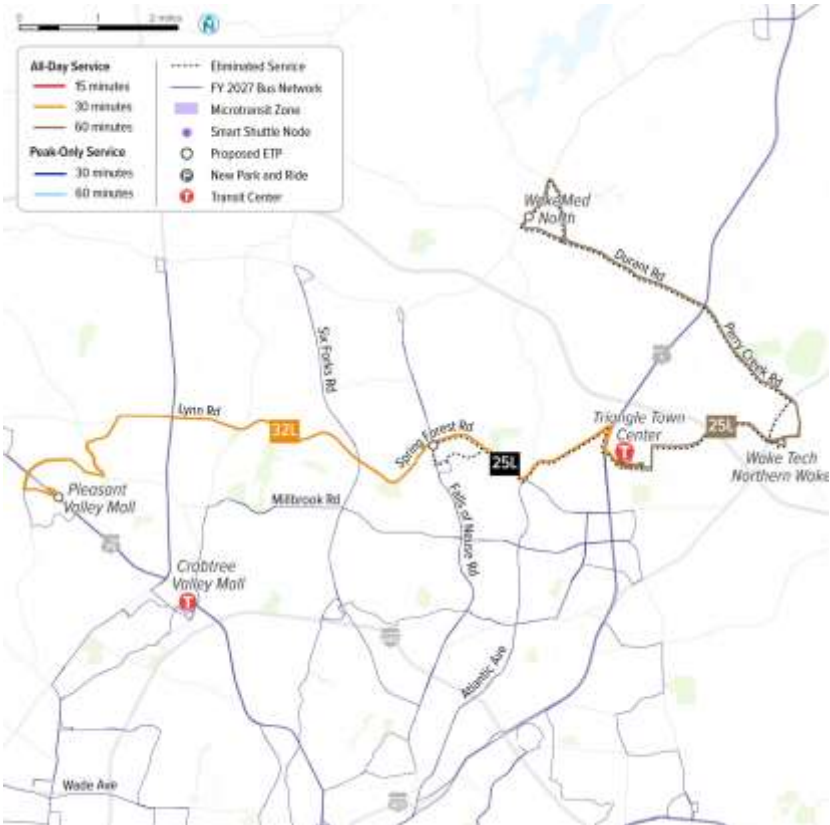 0 1 2 miles
N
All-Day Service
15 minutes
30 minutes
60 minutes
Peak-Only Service
30 minutes
60 minutes
Eliminated Service
FY 2027 Bus Network
Microtransit Zone
Smart Shuttle Node
Proposed ETP
P New Park and Ride
T Transit Center
WakeMed
North
Durant Rd
Perry Creek Rd
Six Forks Rd
Lynn Rd
32L
Spring Forest Rd
Triangle Town
Center
T
25L
25L
Wake Tech
Northern Wake
Pleasant
Valley Mall
Millbrook Rd
Falls of Neuse Rd
Crabtree
Valley Mall
T
Atlantic Ave
Wade Ave